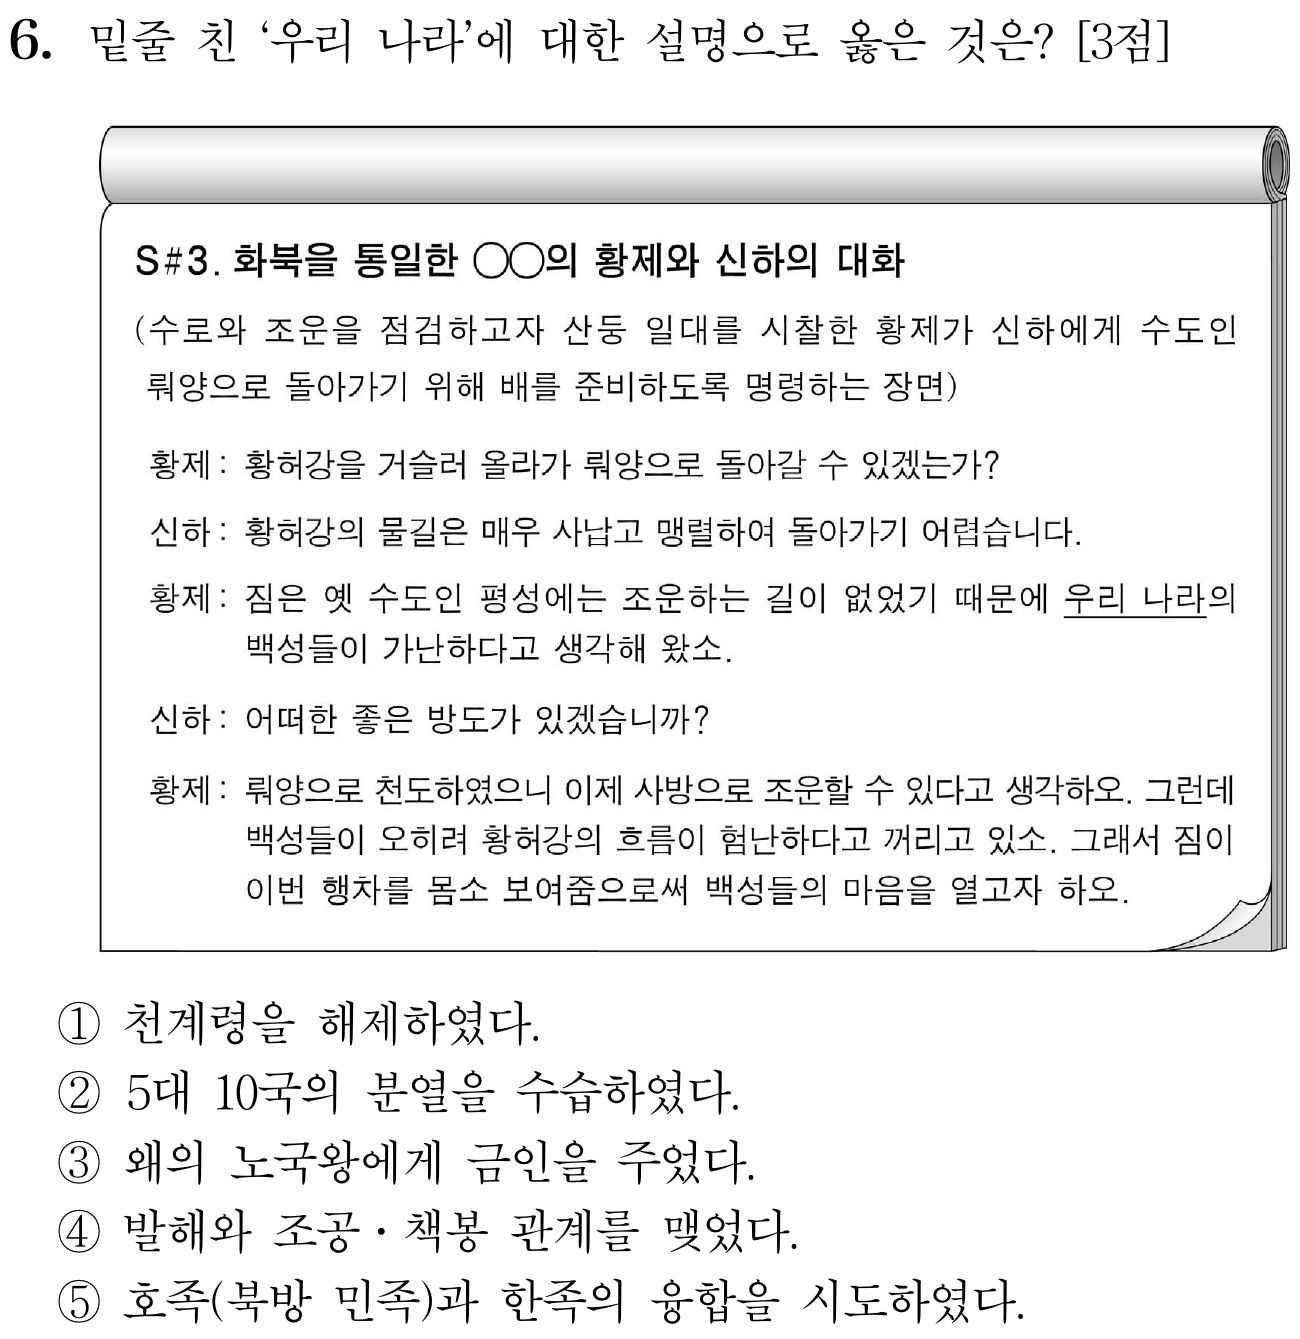 6. 밑줄 친 ‘우리 나라’에 대한 설명으로 옳은 것은? [3점]
S#3. 화북을 통일한 ○○의 황제와 신하의 대화
(수로와 조운을 점검하고자 산둥 일대를 시찰한 황제가 신하에게 수도인
뤄양으로 돌아가기 위해 배를 준비하도록 명령하는 장면)
황제 : 황허강을 거슬러 올라가 뤄양으로 돌아갈 수 있겠는가?
신하 : 황허강의 물길은 매우 사납고 맹렬하여 돌아가기 어렵습니다.
황제 : 짐은 옛 수도인 평성에는 조운하는 길이 없었기 때문에 우리 나라의
백성들이 가난하다고 생각해 왔소.
신하 : 어떠한 좋은 방도가 있겠습니까?
황제 : 뤄양으로 천도하였으니 이제 사방으로 조운할 수 있다고 생각하오. 그런데
백성들이 오히려 황허강의 흐름이 험난하다고 꺼리고 있소. 그래서 짐이
이번 행차를 몸소 보여줌으로써 백성들의 마음을 열고자 하오.
① 천계령을 해제하였다.
② 5대 10국의 분열을 수습하였다.
③ 왜의 노국왕에게 금인을 주었다.
④ 발해와 조공·책봉 관계를 맺었다.
⑤ 호족(북방 민족)과 한족의 융합을 시도하였다.